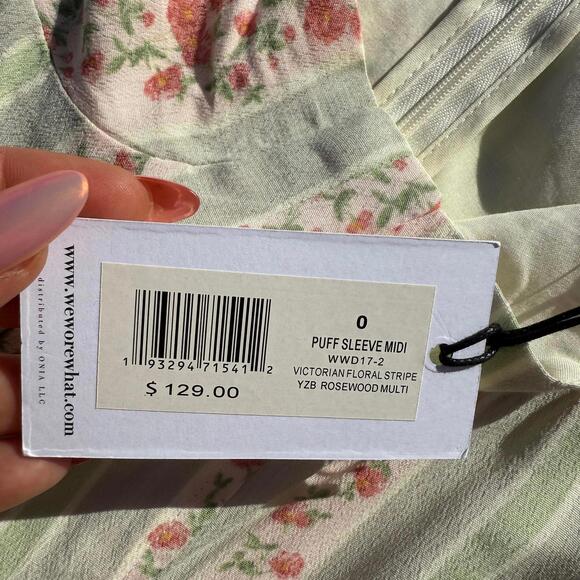 www.weworewhat.com
distributed by ONIA LLC
0
PUFF SLEEVE MIDI
WWD17-2
VICTORIAN FLORAL STRIPE
YZB ROSEWOOD MULTI
1 93294 71541 2
$ 129.00